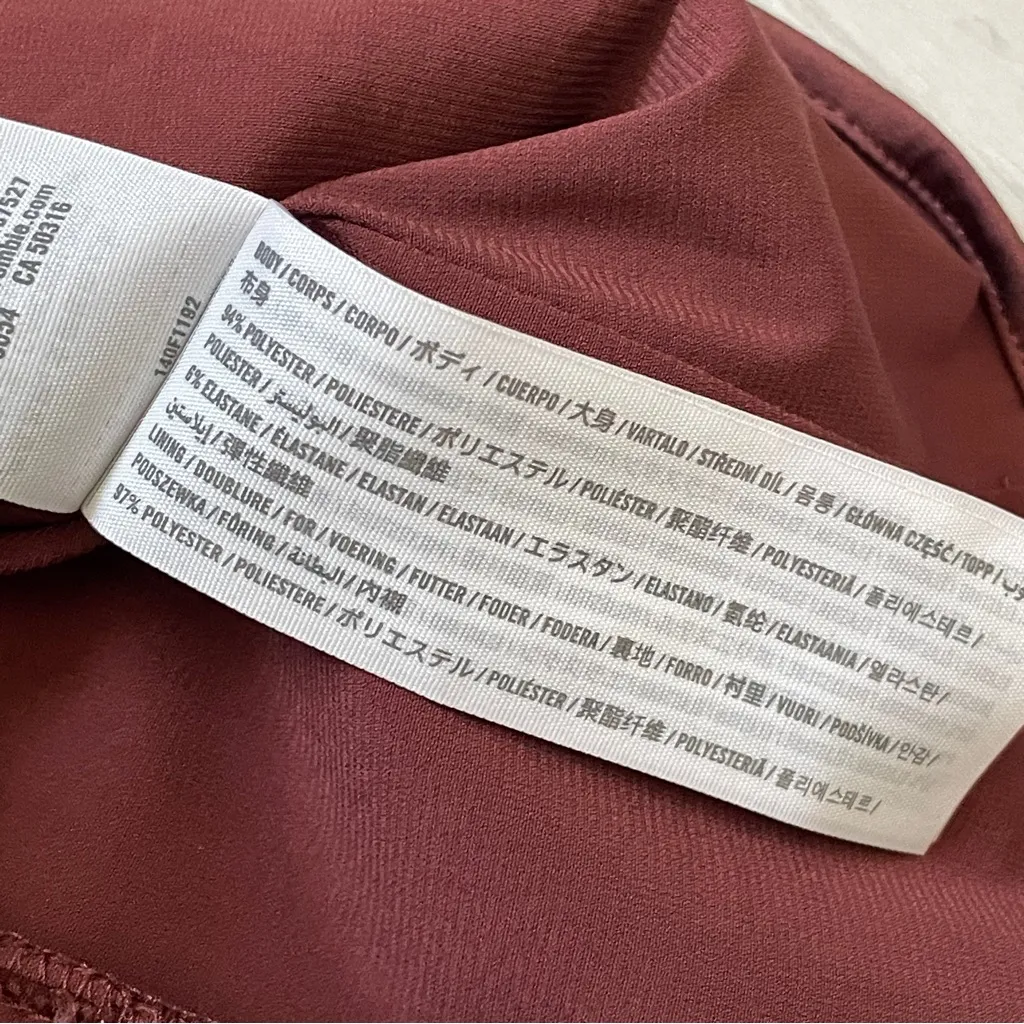 CA 50316
140F1192
BODY / CORPS / CORPO / ボディ / CUERPO / 大身 / VARTALO / STŘEDNÍ DÍL / 몸통 / GŁÓWNA CZĘŚĆ / TOPP /
布身
94% POLYESTER / POLIESTERE / ポリエステル / POLIÉSTER / 聚酯纤维 / POLYESTERIÄ / 폴리에스테르 /
POLIESTER / البوليستر / 聚脂纖維
6% ELASTANE / ÉLASTANE / ELASTAN / ELASTAAN / エラスタン / ELASTANO / 氨纶 / ELASTAANIA / 엘라스탄 /
إيلاستين / 彈性纖維
LINING / DOUBLURE / FOR / VOERING / FUTTER / FODER / FODERA / 裏地 / FORRO / 村里 / VUORI / PODŠÍVKA / 안감 /
PODSZEWKA / FÔRING / البطانة / 內襯
97% POLYESTER / POLIESTERE / ポリエステル / POLIÉSTER / 聚酯纤维 / POLYESTERIÄ / 폴리에스테르 /